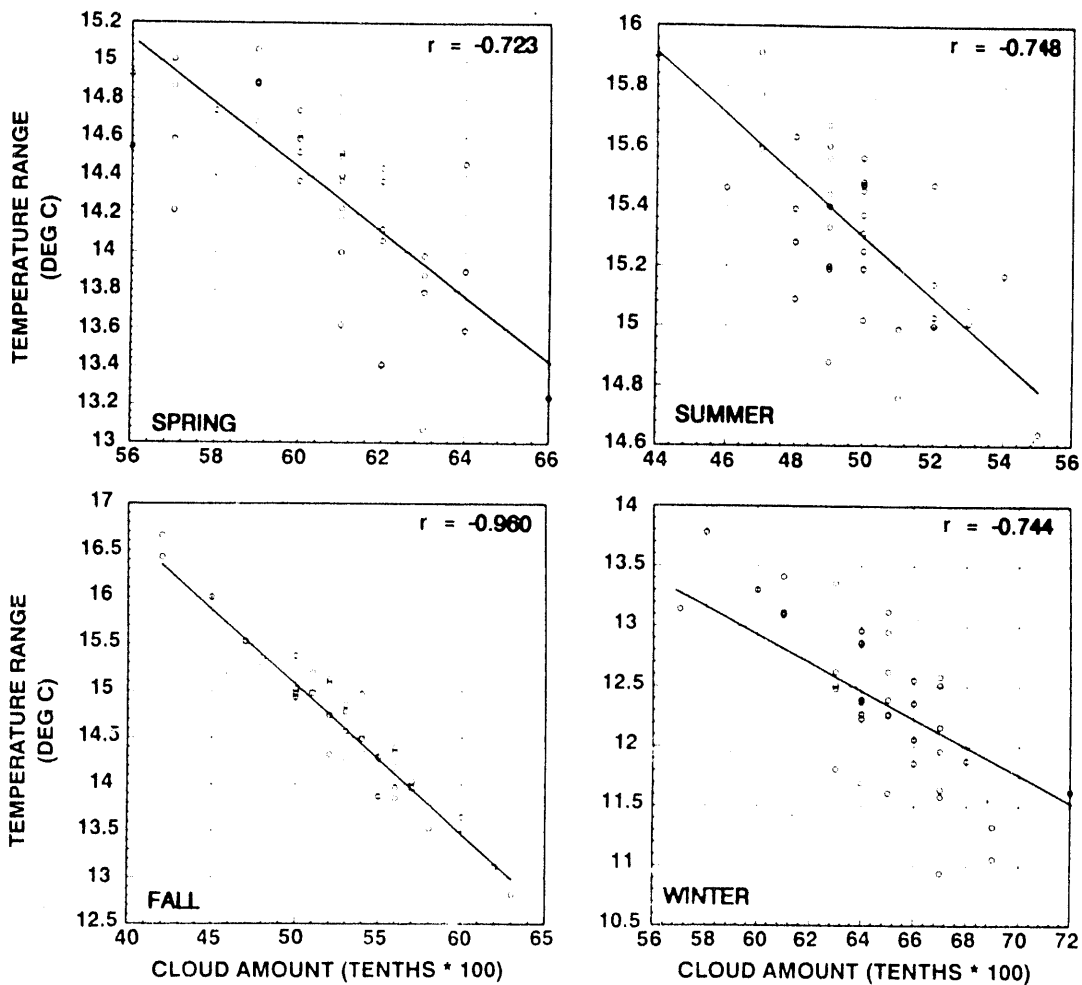 r = -0.723
15.2
15
14.8
14.6
14.4
14.2
14
13.8
13.6
13.4
13.2
13
SPRING
56 58 60 62 64 66
TEMPERATURE RANGE
(DEG C)
r = -0.748
16
15.8
15.6
15.4
15.2
15
14.8
14.6
SUMMER
44 46 48 50 52 54 56
r = -0.960
17
16.5
16
15.5
15
14.5
14
13.5
13
12.5
FALL
40 45 50 55 60 65
TEMPERATURE RANGE
(DEG C)
CLOUD AMOUNT (TENTHS * 100)
r = -0.744
14
13.5
13
12.5
12
11.5
11
10.5
WINTER
56 58 60 62 64 66 68 70 72
CLOUD AMOUNT (TENTHS * 100)